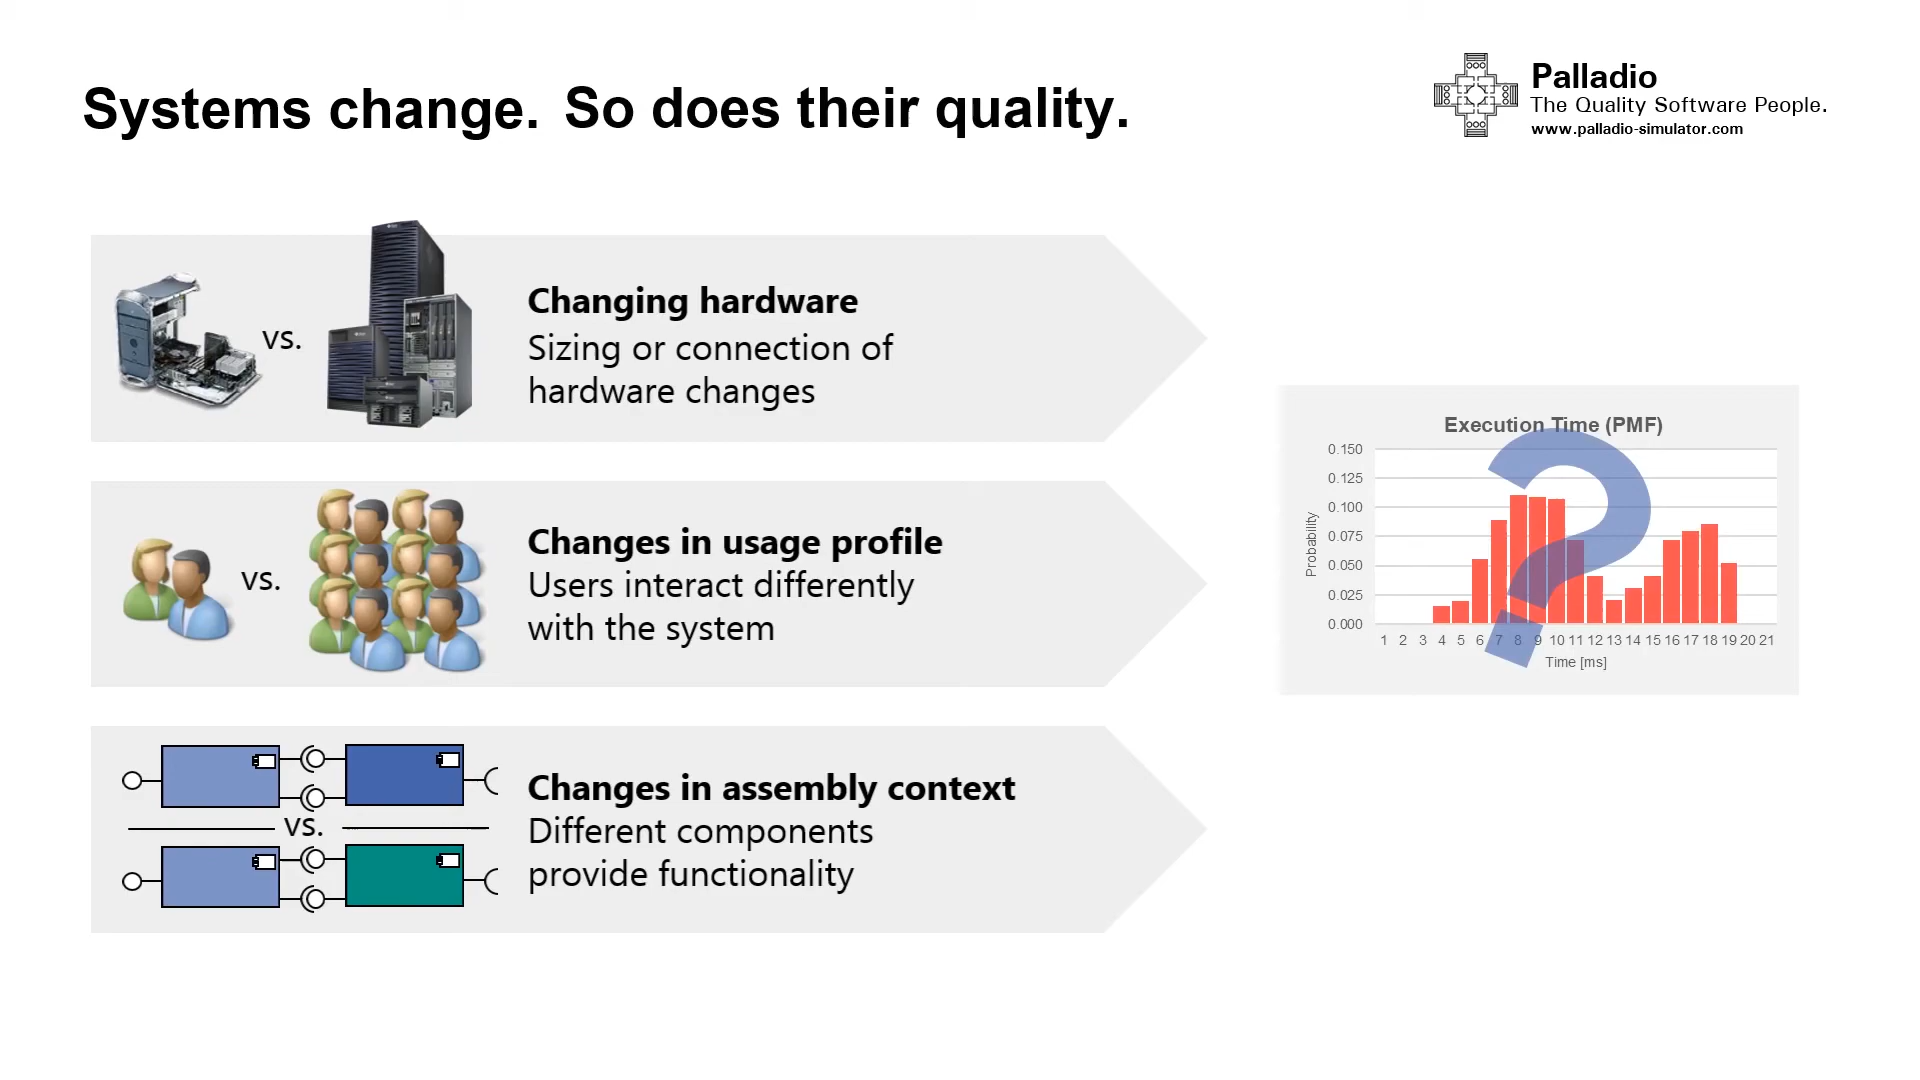 Systems change. So does their quality.
Palladio
The Quality Software People.
www.palladio-simulator.com
vs.
Changing hardware
Sizing or connection of
hardware changes
vs.
Changes in usage profile
Users interact differently
with the system
vs.
Changes in assembly context
Different components
provide functionality
Execution Time (PMF)
0.150
0.125
0.100
0.075
0.050
0.025
0.000
Probability
1 2 3 4 5 6 7 8 9 10 11 12 13 14 15 16 17 18 19 20 21
Time [ms]
?